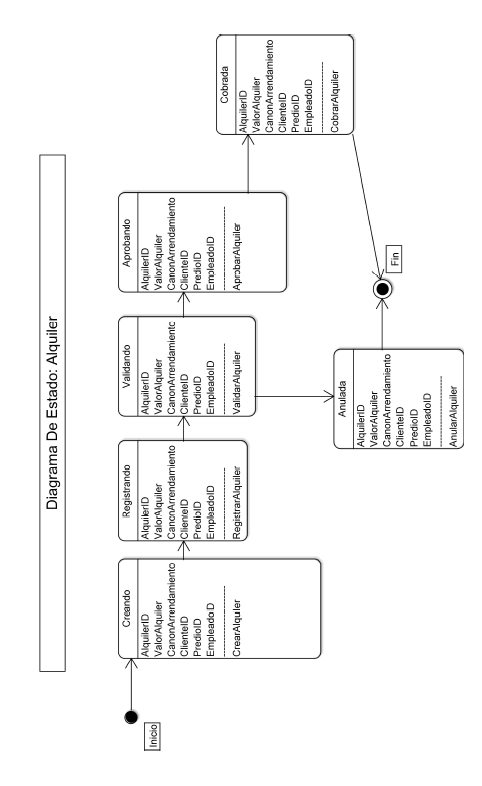 Diagrama De Estado: Alquiler
Inicio
Creando
AlquilerID
ValorAlquiler
CanonArrendamiento
ClienteID
PredioID
EmpleadoID
CrearAlquiler
Registrando
AlquilerID
ValorAlquiler
CanonArrendamiento
ClienteID
PredioID
EmpleadoID
RegistrarAlquiler
Validando
AlquilerID
ValorAlquiler
CanonArrendamiento
ClienteID
PredioID
EmpleadoID
ValidarAlquiler
Aprobando
AlquilerID
ValorAlquiler
CanonArrendamiento
ClienteID
PredioID
EmpleadoID
AprobarAlquiler
Cobrada
AlquilerID
ValorAlquiler
CanonArrendamiento
ClienteID
PredioID
EmpleadoID
CobrarAlquiler
Anulada
AlquilerID
ValorAlquiler
CanonArrendamiento
ClienteID
PredioID
EmpleadoID
AnularAlquiler
Fin